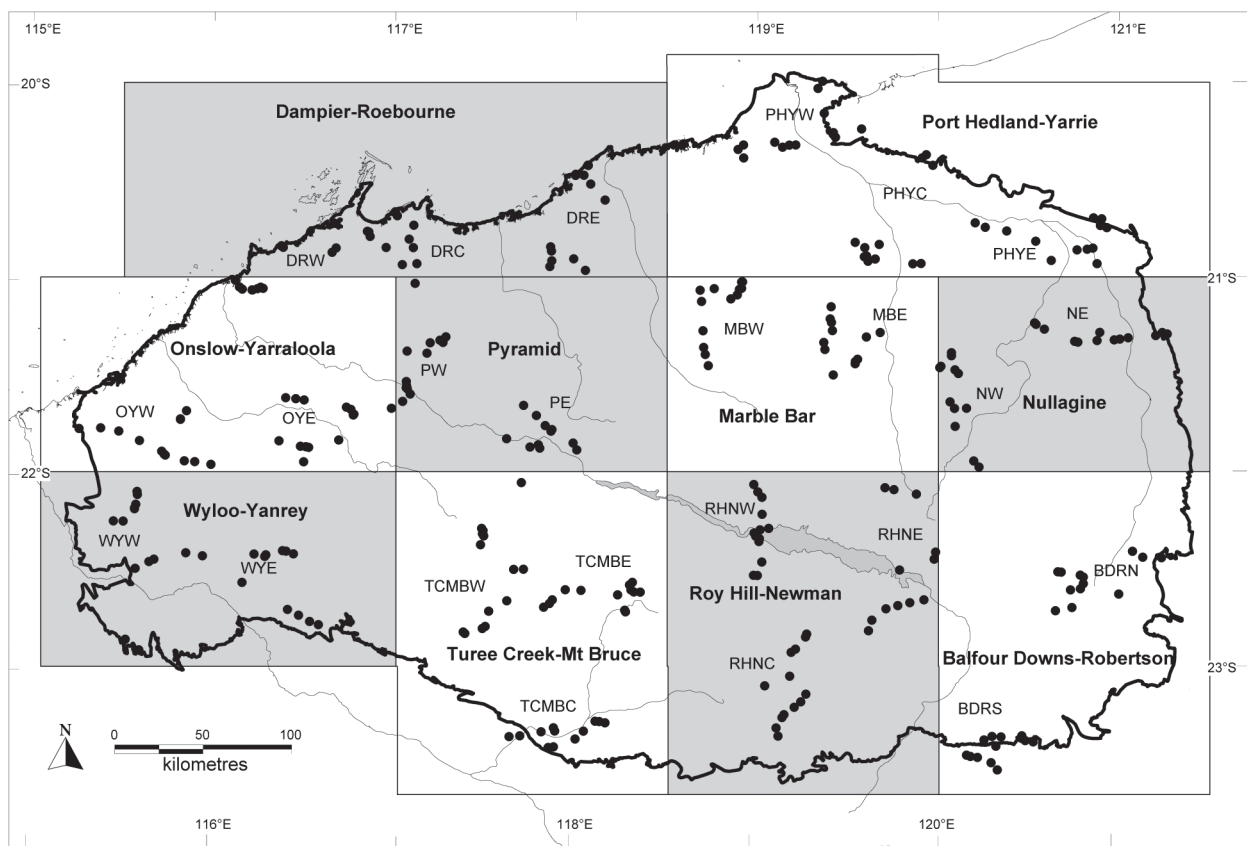 115°E 117°E 119°E 121°E
20°S
Dampier-Roebourne
PHYW
Port Hedland-Yarrie
PHYC
DRE
DRW DRC PHYE
21°S 21°S
MBW MBE NE
Onslow-Yarraloola Pyramid
PW
OYW OYE PE NW Nullagine
Marble Bar
22°S
RHNW
Wyloo-Yanrey
WYW RHNE
WYE TCMBW TCMBE BDRN
Roy Hill-Newman
Turee Creek-Mt Bruce RHNC Balfour Downs-Robertson 23°S
TCMBC BDRS
N
0 50 100
kilometres
116°E 118°E 119°E 120°E